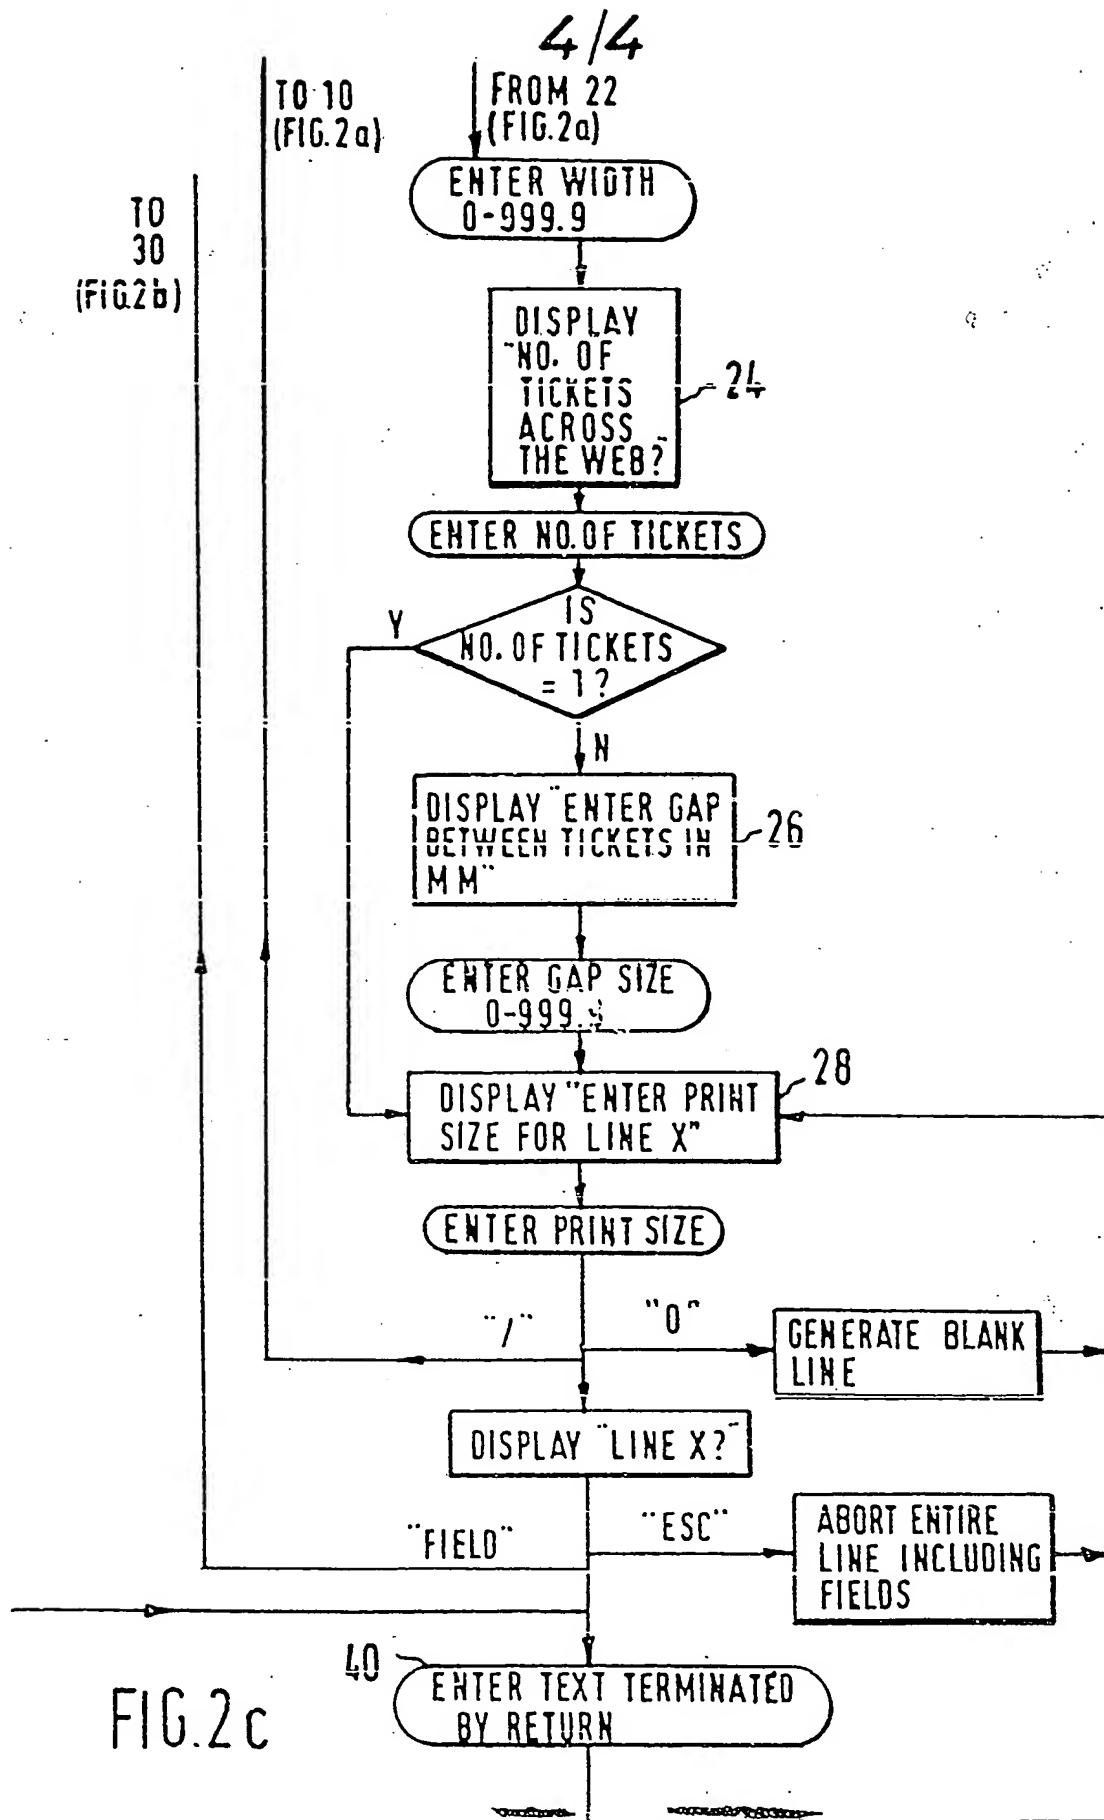 4/4
TO 10
(FIG.2a)
FROM 22
(FIG.2a)
TO
30
(FIG.2b)
ENTER WIDTH
0-999.9
DISPLAY
"NO. OF
TICKETS
ACROSS
THE WEB?"
24
ENTER NO. OF TICKETS
Y
IS
NO. OF TICKETS
= 1?
N
DISPLAY "ENTER GAP
BETWEEN TICKETS IN
MM"
26
ENTER GAP SIZE
0-999.9
28
DISPLAY "ENTER PRINT
SIZE FOR LINE X"
ENTER PRINT SIZE
"/"
"0"
GENERATE BLANK
LINE
DISPLAY "LINE X?"
"FIELD"
"ESC"
ABORT ENTIRE
LINE INCLUDING
FIELDS
40
ENTER TEXT TERMINATED
BY RETURN
FIG.2c